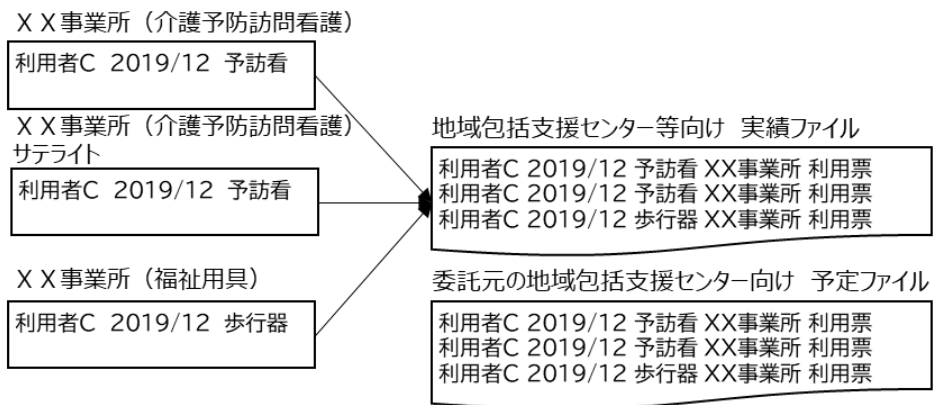 ＸＸ事業所（介護予防訪問看護）
利用者C 2019/12 予訪看
ＸＸ事業所（介護予防訪問看護）
サテライト
利用者C 2019/12 予訪看
ＸＸ事業所（福祉用具）
利用者C 2019/12 歩行器
地域包括支援センター等向け 実績ファイル
利用者C 2019/12 予訪看 XX事業所 利用票
利用者C 2019/12 予訪看 XX事業所 利用票
利用者C 2019/12 歩行器 XX事業所 利用票
委託元の地域包括支援センター向け 予定ファイル
利用者C 2019/12 予訪看 XX事業所 利用票
利用者C 2019/12 予訪看 XX事業所 利用票
利用者C 2019/12 歩行器 XX事業所 利用票